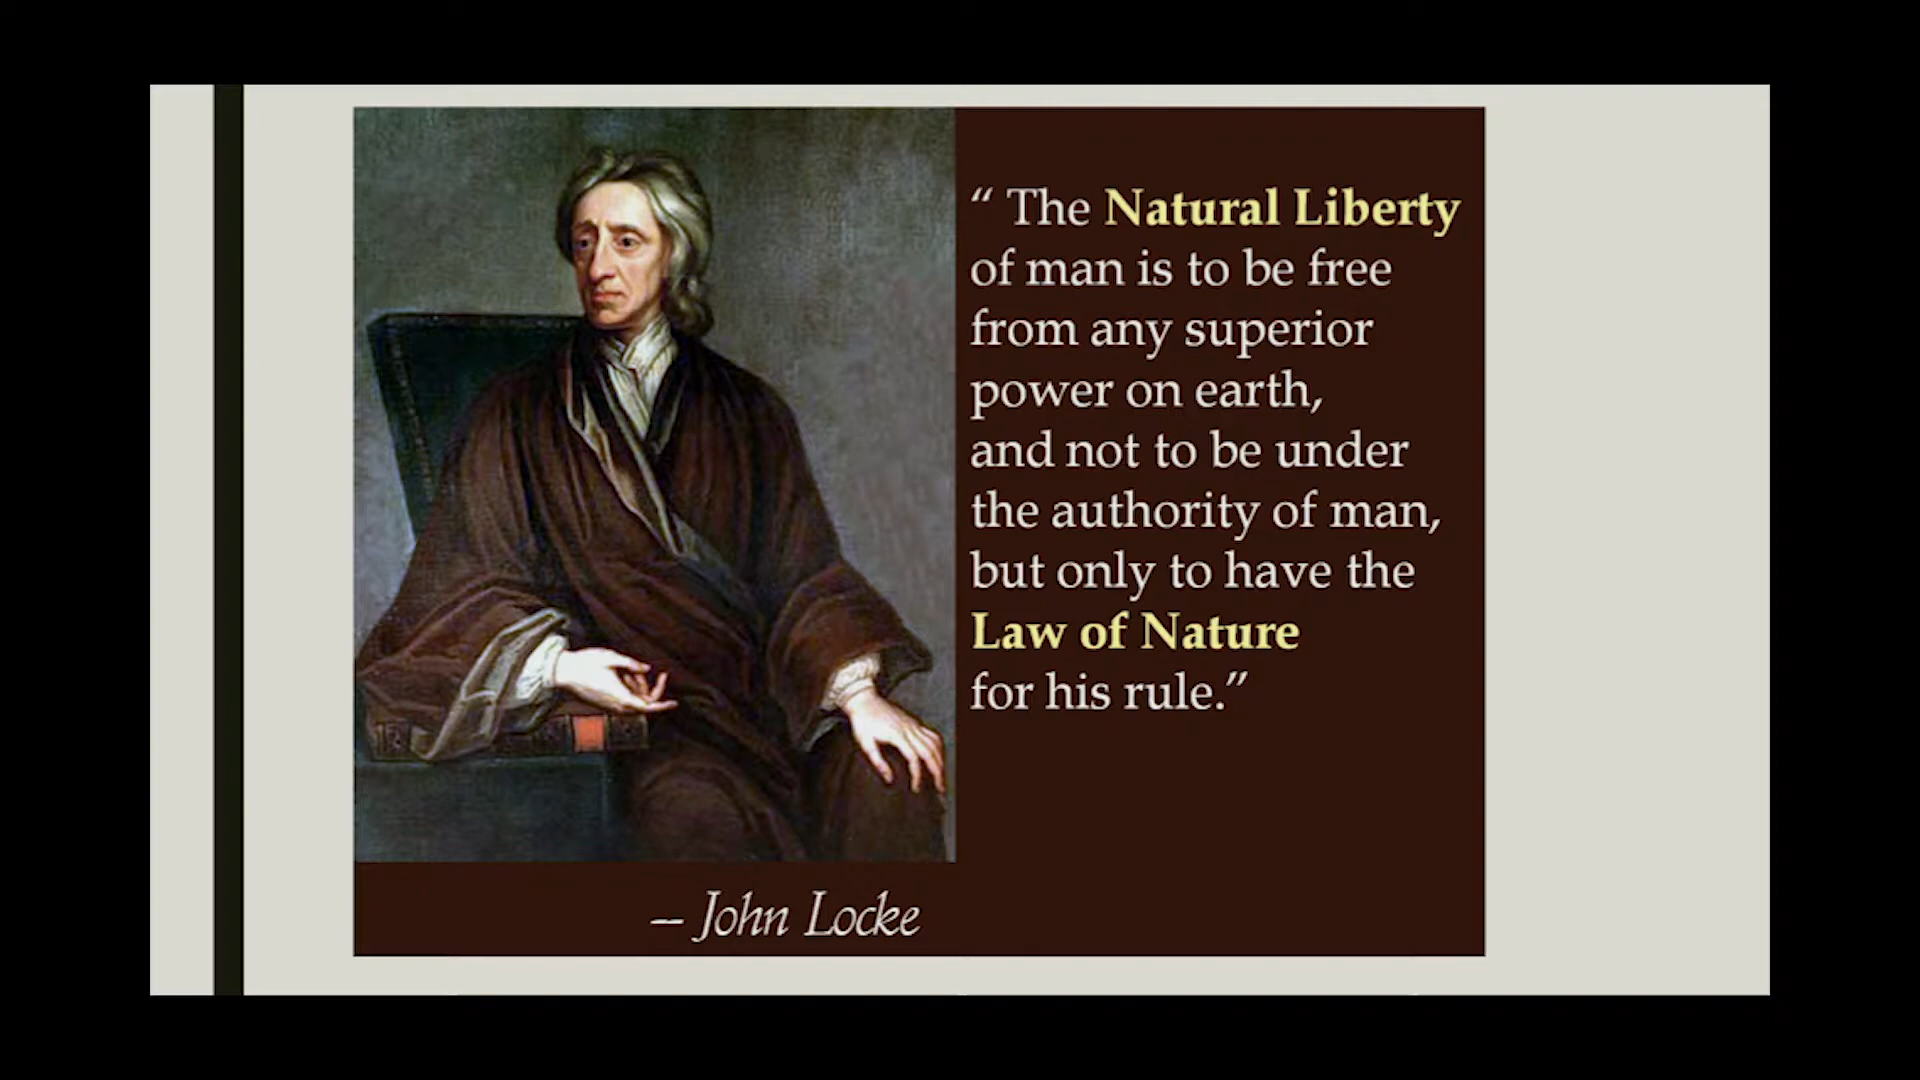 “ The Natural Liberty
of man is to be free
from any superior
power on earth,
and not to be under
the authority of man,
but only to have the
Law of Nature
for his rule.”
– John Locke